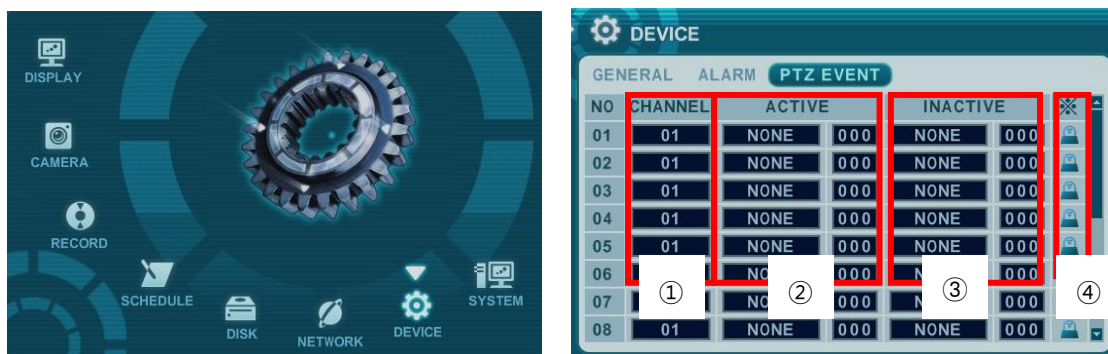 DISPLAY
CAMERA
RECORD
SCHEDULE
DISK
NETWORK
DEVICE
SYSTEM
DEVICE
GENERAL ALARM PTZ EVENT
NO CHANNEL ACTIVE INACTIVE ※
01 01 NONE 000 NONE 000
02 01 NONE 000 NONE 000
03 01 NONE 000 NONE 000
04 01 NONE 000 NONE 000
05 01 NONE 000 NONE 000
06 000 000
① ② ③ ④
07 000 000
08 01 NONE 000 NONE 000